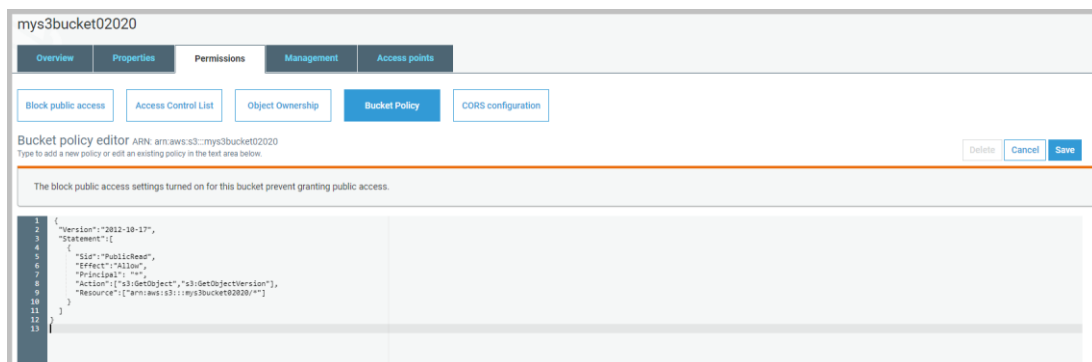 mys3bucket02020
Overview Properties Permissions Management Access points
Block public access Access Control List Object Ownership Bucket Policy CORS configuration
Bucket policy editor ARN: arn:aws:s3:::mys3bucket02020
Type to add a new policy or edit an existing policy in the text area below.
Delete Cancel Save
The block public access settings turned on for this bucket prevent granting public access.
1 {
2 "Version":"2012-10-17",
3 "Statement":[
4 {
5 "Sid":"PublicRead",
6 "Effect":"Allow",
7 "Principal": "*",
8 "Action":["s3:GetObject","s3:GetObjectVersion"],
9 "Resource":["arn:aws:s3:::mys3bucket02020/*"]
10 }
11 ]
12 }
13